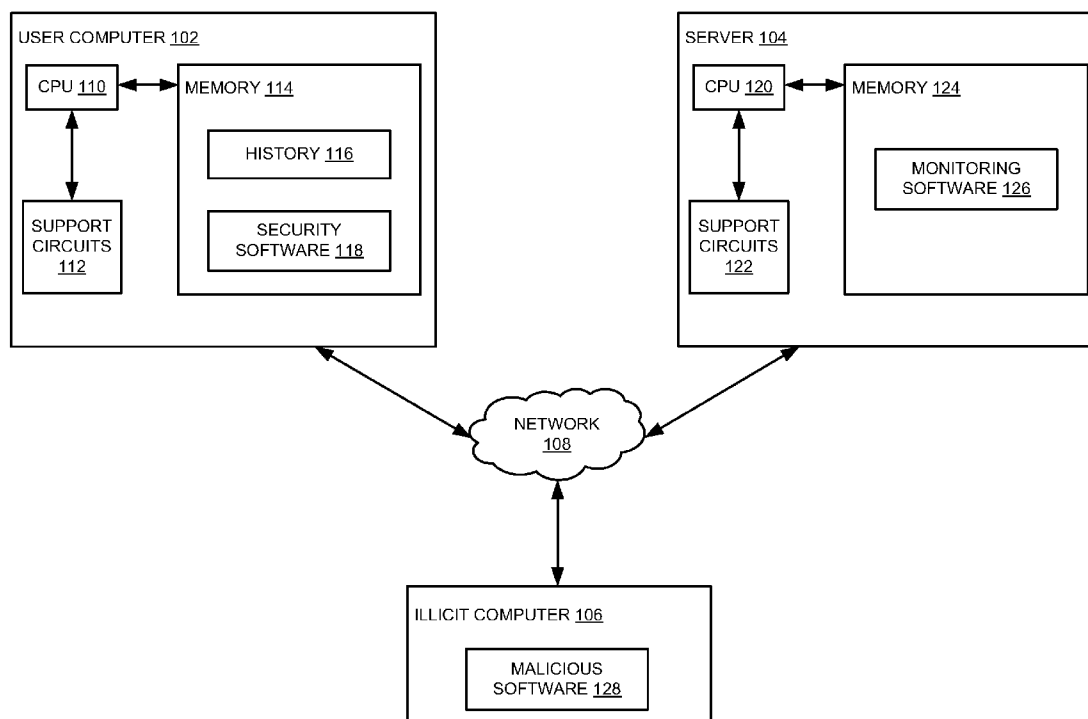 USER COMPUTER 102
CPU 110
MEMORY 114
HISTORY 116
SECURITY
SOFTWARE 118
SUPPORT
CIRCUITS
112
SERVER 104
CPU 120
MEMORY 124
MONITORING
SOFTWARE 126
SUPPORT
CIRCUITS
122
NETWORK
108
ILLICIT COMPUTER 106
MALICIOUS
SOFTWARE 128